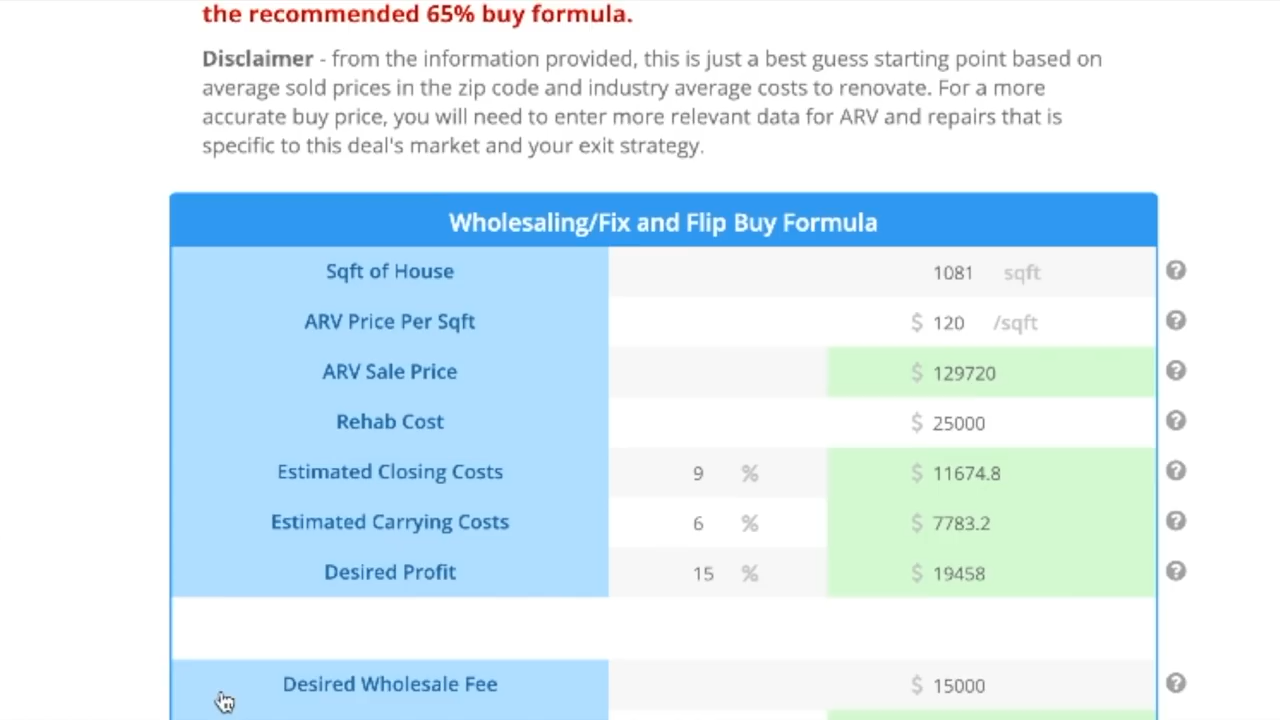 the recommended 65% buy formula.
Disclaimer - from the information provided, this is just a best guess starting point based on
average sold prices in the zip code and industry average costs to renovate. For a more
accurate buy price, you will need to enter more relevant data for ARV and repairs that is
specific to this deal's market and your exit strategy.
Wholesaling/Fix and Flip Buy Formula
Sqft of House 1081 sqft ?
ARV Price Per Sqft $ 120 /sqft ?
ARV Sale Price $ 129720 ?
Rehab Cost $ 25000 ?
Estimated Closing Costs 9 % $ 11674.8 ?
Estimated Carrying Costs 6 % $ 7783.2 ?
Desired Profit 15 % $ 19458 ?
Desired Wholesale Fee $ 15000 ?